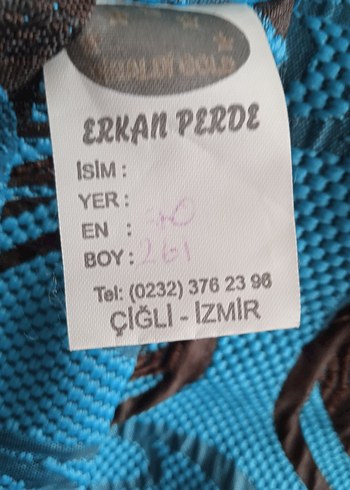 ERKAN PERDE
İSİM :
YER :
EN :
BOY : 261
Tel: (0232) 376 23 96
ÇİĞLİ - İZMİR